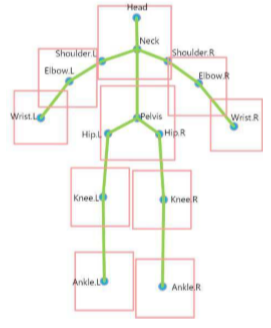 Head
Neck
Shoulder.L
Shoulder.R
Elbow.L
Elbow.R
Wrist.L
Wrist.R
Pelvis
Hip.L
Hip.R
Knee.L
Knee.R
Ankle.L
Ankle.R